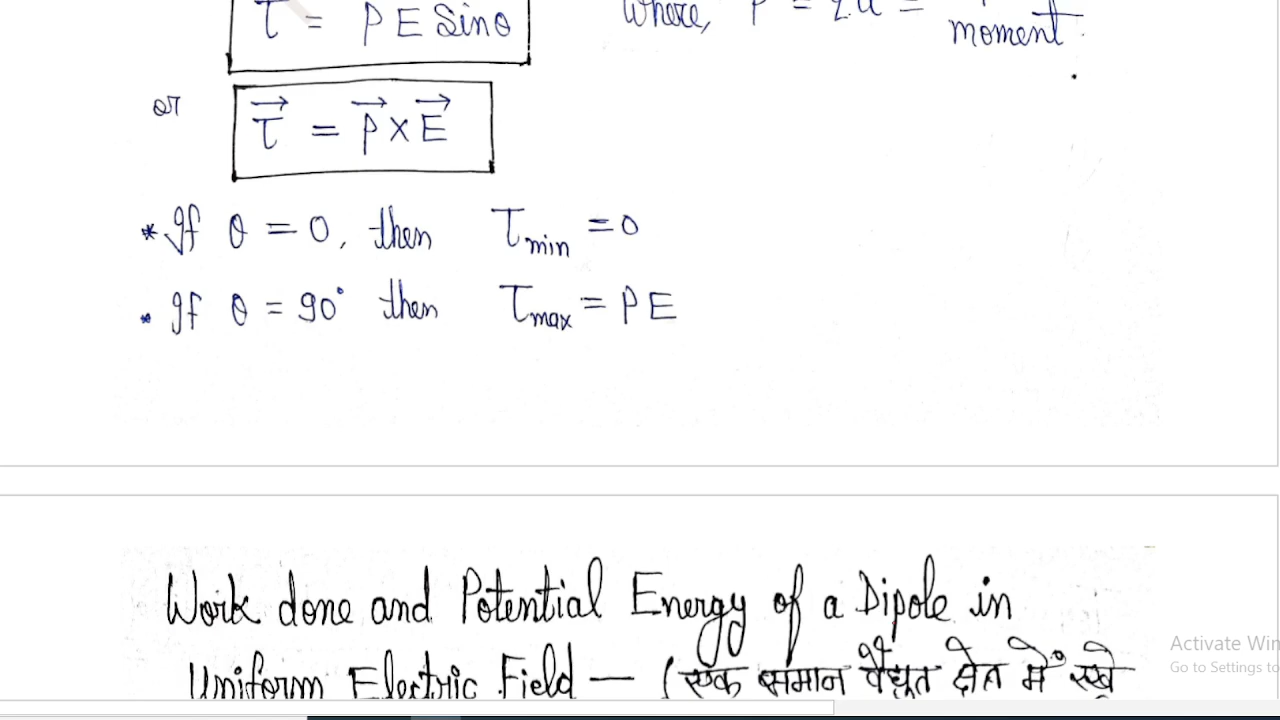 τ = P E Sinθ Where, P = q.d =
moment
or
τ⃗ = P⃗ × E⃗
* If θ = 0, then τmin = 0
* If θ = 90° then τmax = P E
Work done and Potential Energy of a Dipole in
Uniform Electric Field — (एक समान वैद्युत क्षेत्र में रखे
Activate Win
Go to Settings to